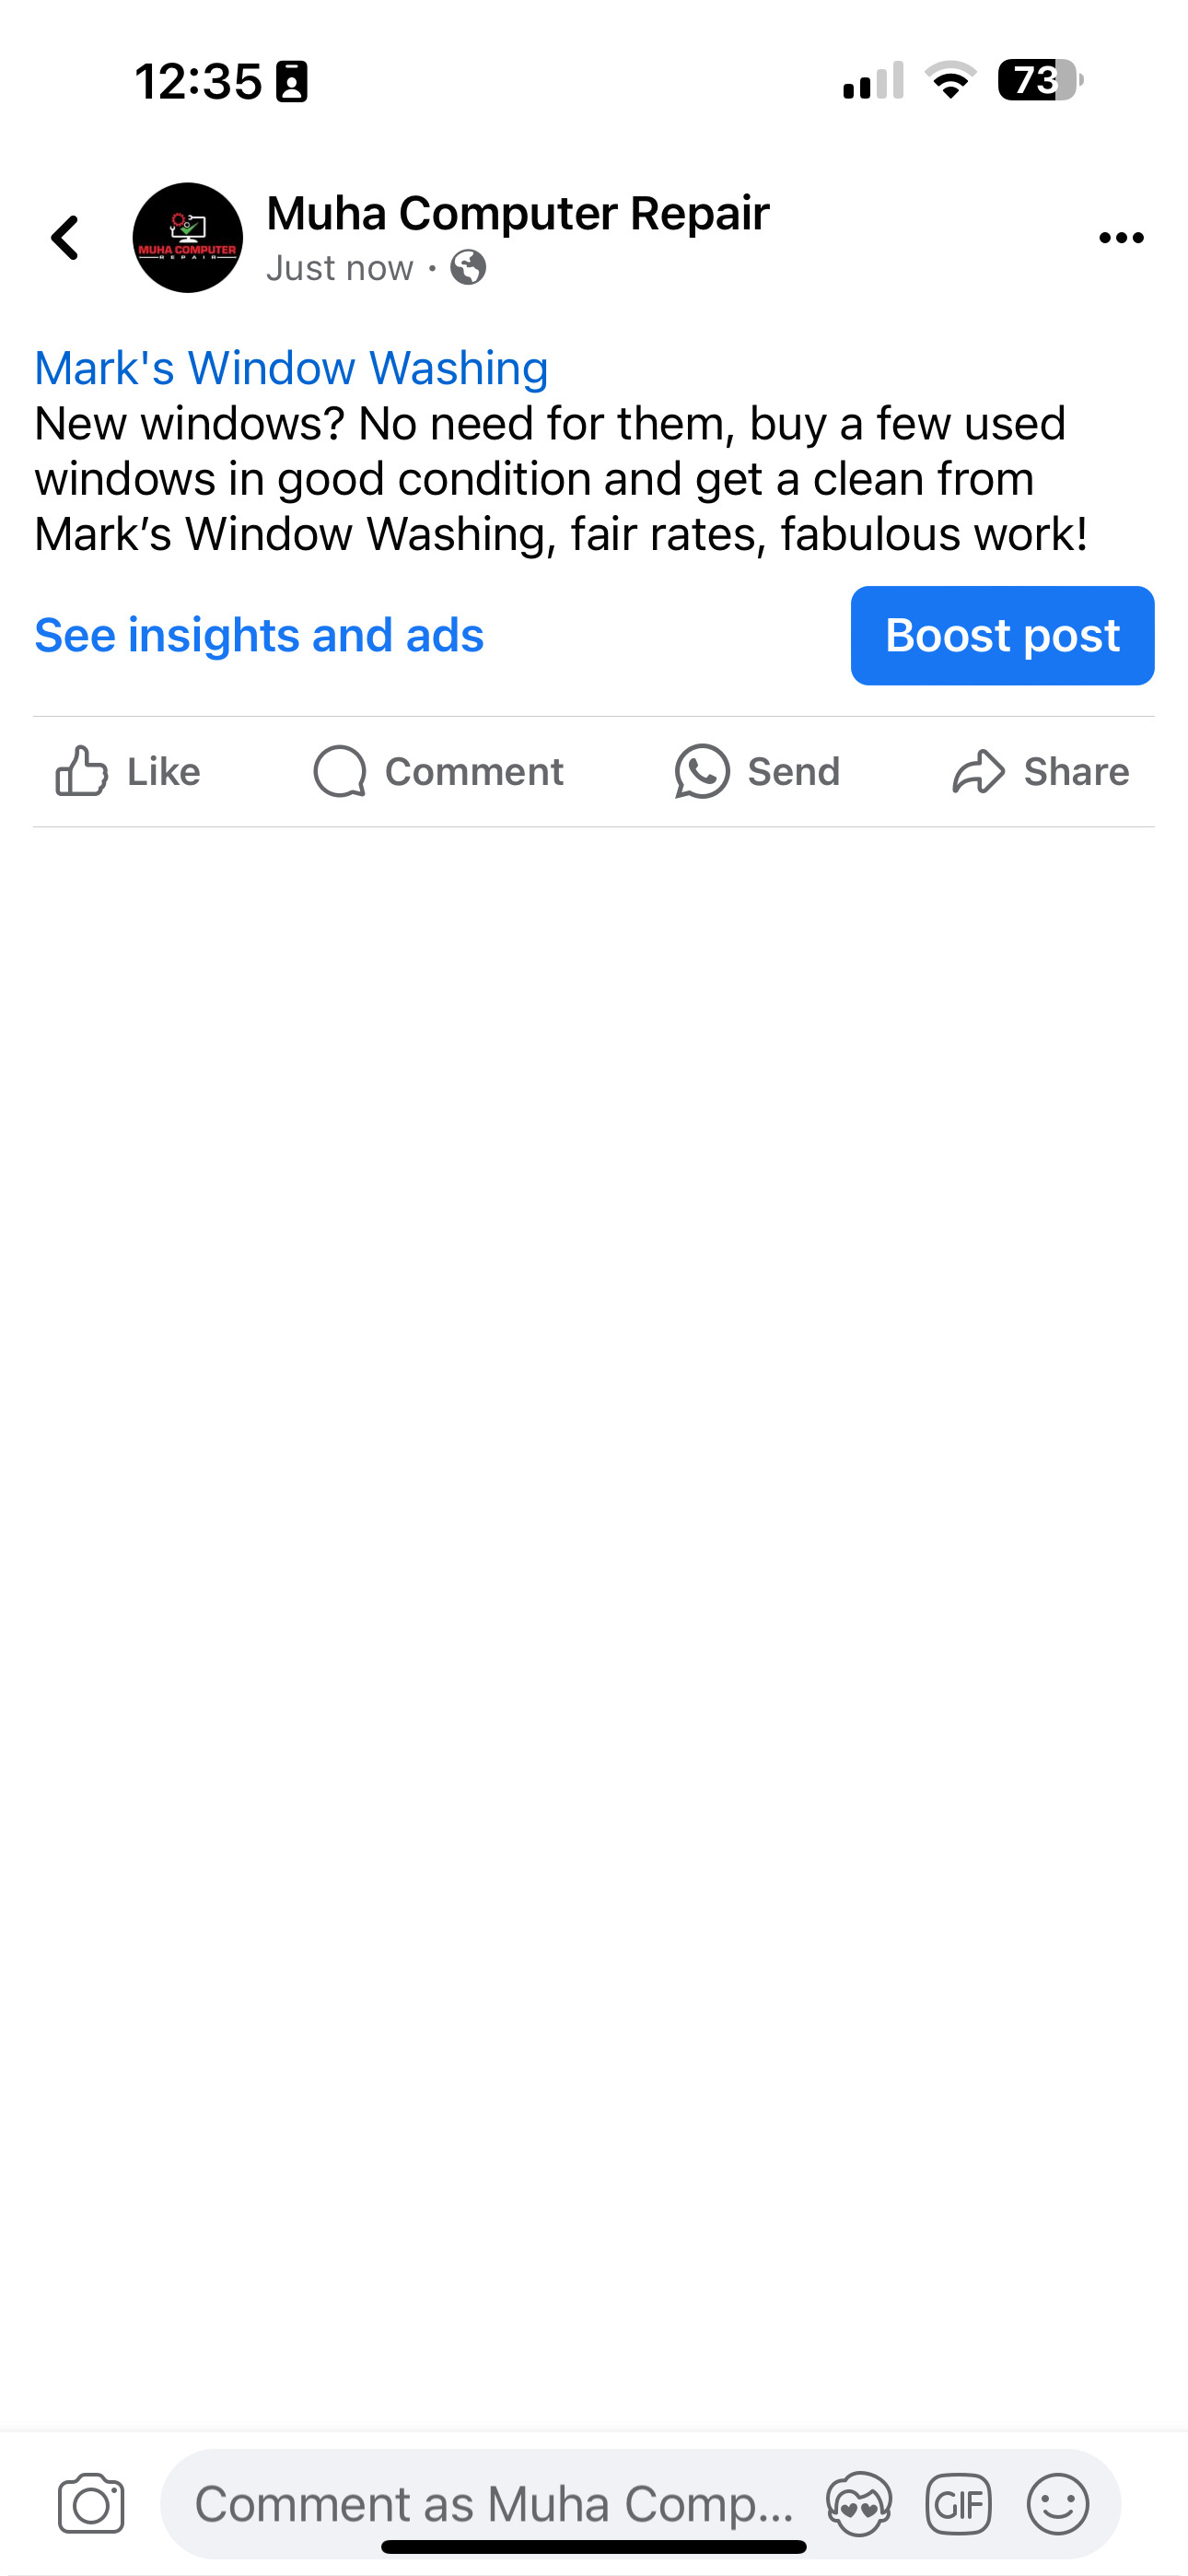 12:35
73
Muha Computer Repair
MUHA COMPUTER
REPAIR
Just now ·
Mark's Window Washing
New windows? No need for them, buy a few used
windows in good condition and get a clean from
Mark’s Window Washing, fair rates, fabulous work!
See insights and ads
Boost post
Like
Comment
Send
Share
Comment as Muha Comp...
GIF